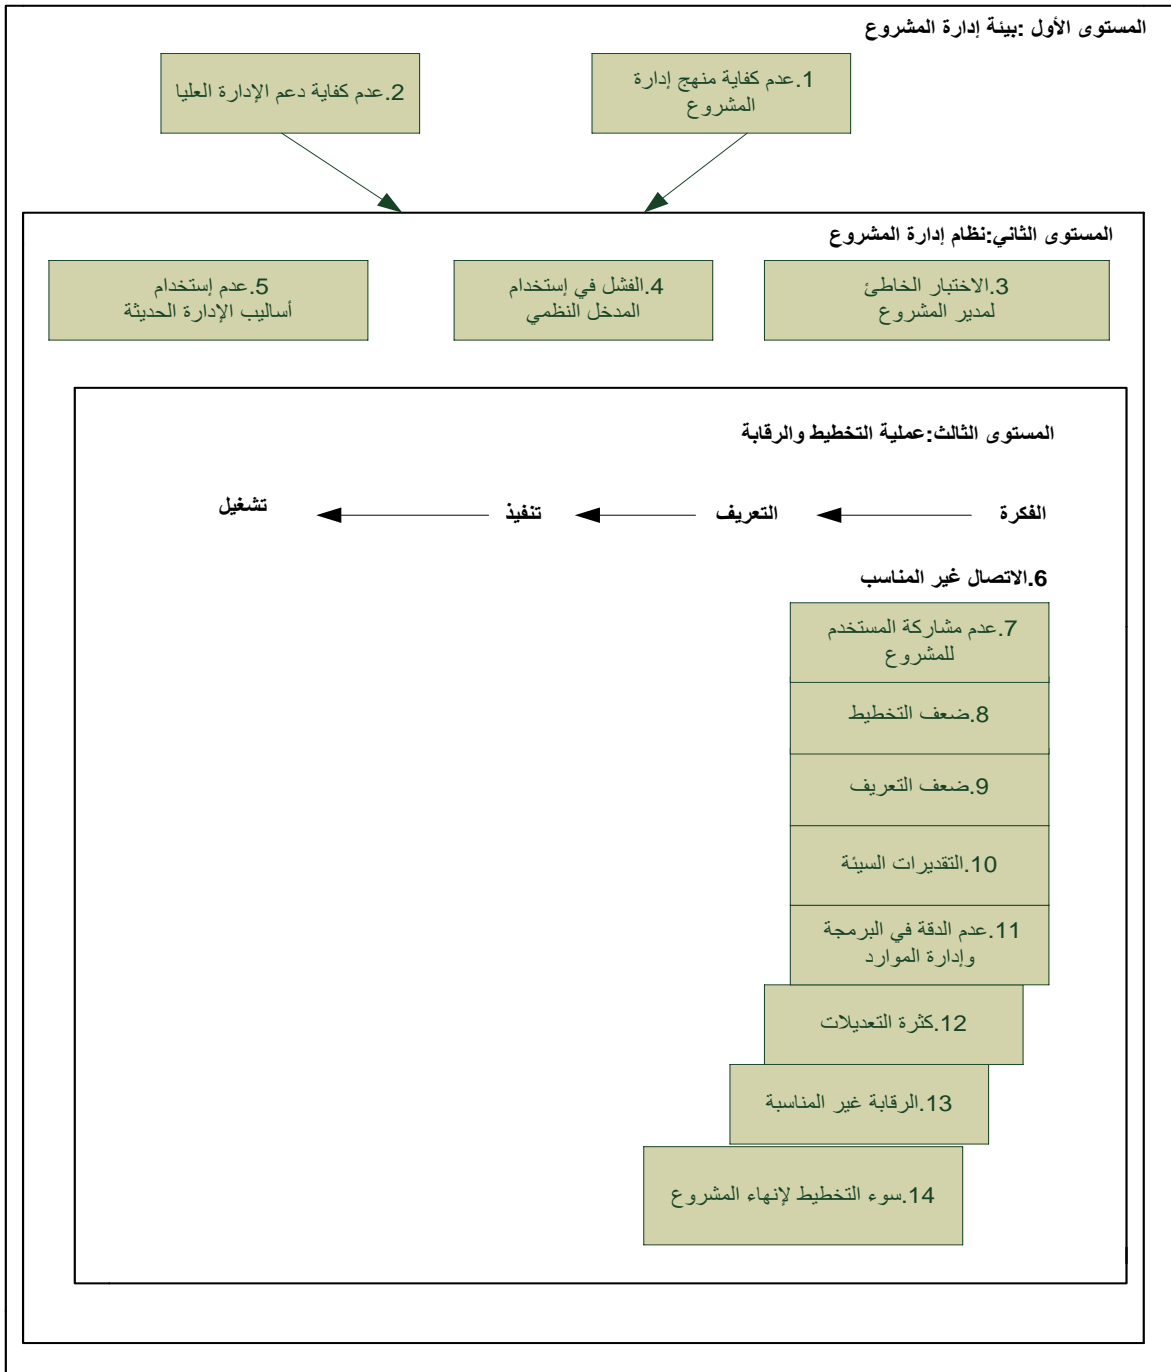 المستوى الأول :بيئة إدارة المشروع
1.عدم كفاية منهج إدارة
المشروع
2.عدم كفاية دعم الإدارة العليا
المستوى الثاني:نظام إدارة المشروع
3.الاختبار الخاطئ
لمدير المشروع
4.الفشل في إستخدام
المدخل النظمي
5.عدم إستخدام
أساليب الإدارة الحديثة
المستوى الثالث:عملية التخطيط والرقابة
الفكرة
التعريف
تنفيذ
تشغيل
6.الاتصال غير المناسب
7.عدم مشاركة المستخدم
للمشروع
8.ضعف التخطيط
9.ضعف التعريف
10.التقديرات السيئة
11.عدم الدقة في البرمجة
وإدارة الموارد
12.كثرة التعديلات
13.الرقابة غير المناسبة
14.سوء التخطيط لإنهاء المشروع